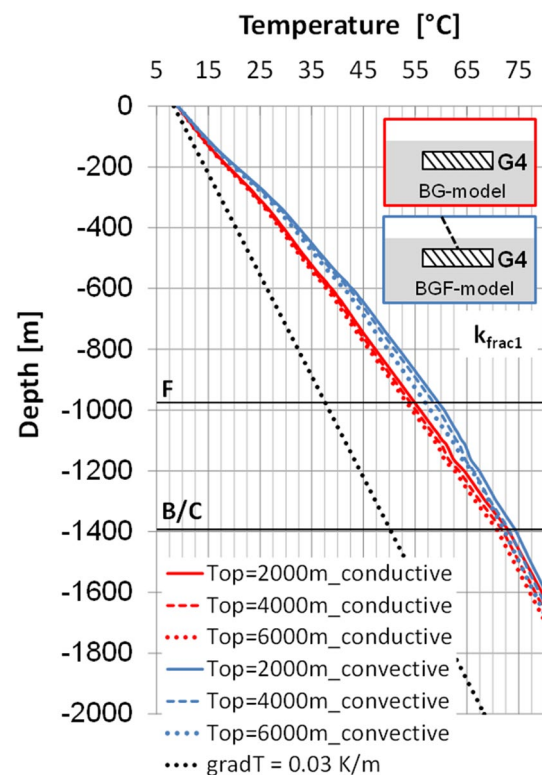 Temperature [°C]
5 15 25 35 45 55 65 75
Depth [m]
0
-200
-400
-600
-800
-1000
-1200
-1400
-1600
-1800
-2000
G4
BG-model
G4
BGF-model
kfrac1
F
B/C
Top=2000m_conductive
Top=4000m_conductive
Top=6000m_conductive
Top=2000m_convective
Top=4000m_convective
Top=6000m_convective
gradT = 0.03 K/m